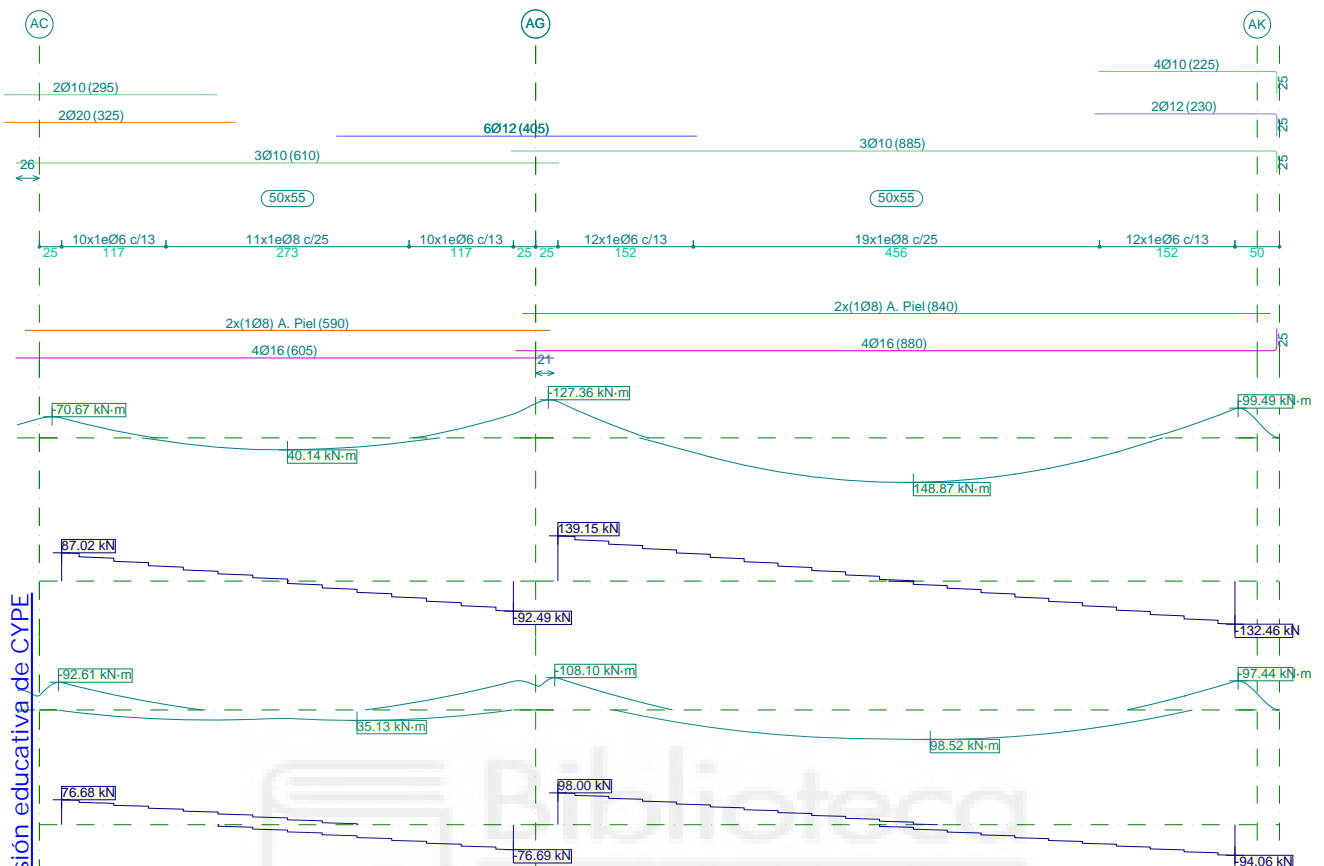 AC AG AK
4Ø10 (225)
25
2Ø10 (295)
2Ø12 (230)
25
2Ø20 (325)
6Ø12 (405)
3Ø10 (885)
25
3Ø10 (610)
26
50x55 50x55
10x1eØ6 c/13 11x1eØ8 c/25 10x1eØ6 c/13 12x1eØ6 c/13 19x1eØ8 c/25 12x1eØ6 c/13
25 117 273 117 25 25 152 456 152 50
2x(1Ø8) A. Piel (840)
2x(1Ø8) A. Piel (590)
4Ø16 (880)
25
4Ø16 (605)
21
-127.36 kN·m
-99.49 kN·m
-70.67 kN·m
40.14 kN·m
148.87 kN·m
139.15 kN
87.02 kN
-92.49 kN
-132.46 kN
-92.61 kN·m
-108.10 kN·m
-97.44 kN·m
35.13 kN·m
98.52 kN·m
76.68 kN
98.00 kN
-76.69 kN
-94.06 kN
sión educativa de CYPE
Biblioteca